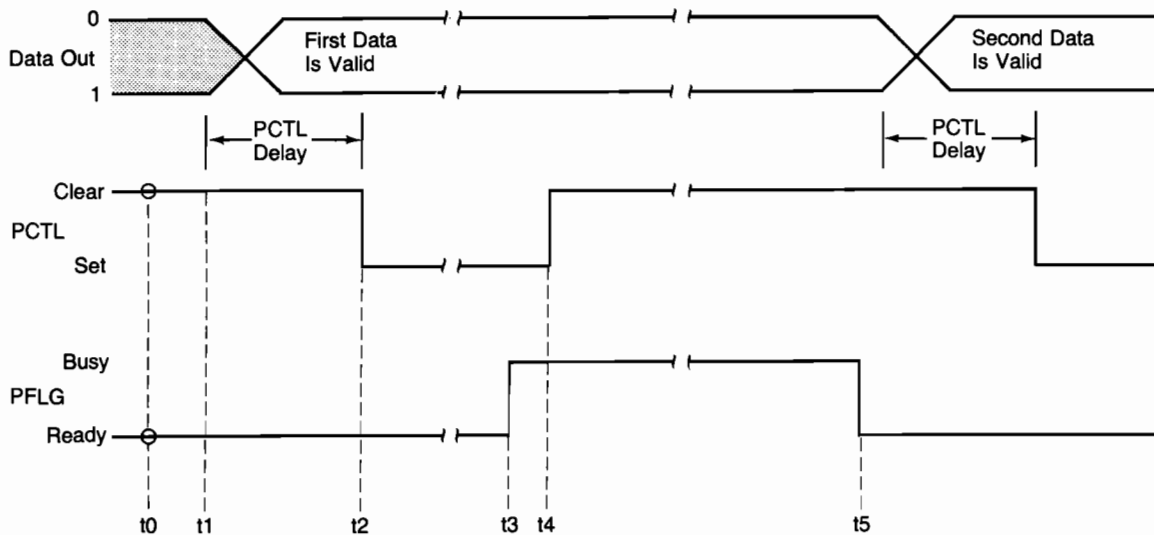 0
Data Out
1
First Data
Is Valid
Second Data
Is Valid
PCTL
Delay
PCTL
Delay
Clear
PCTL
Set
Busy
PFLG
Ready
t0
t1
t2
t3
t4
t5